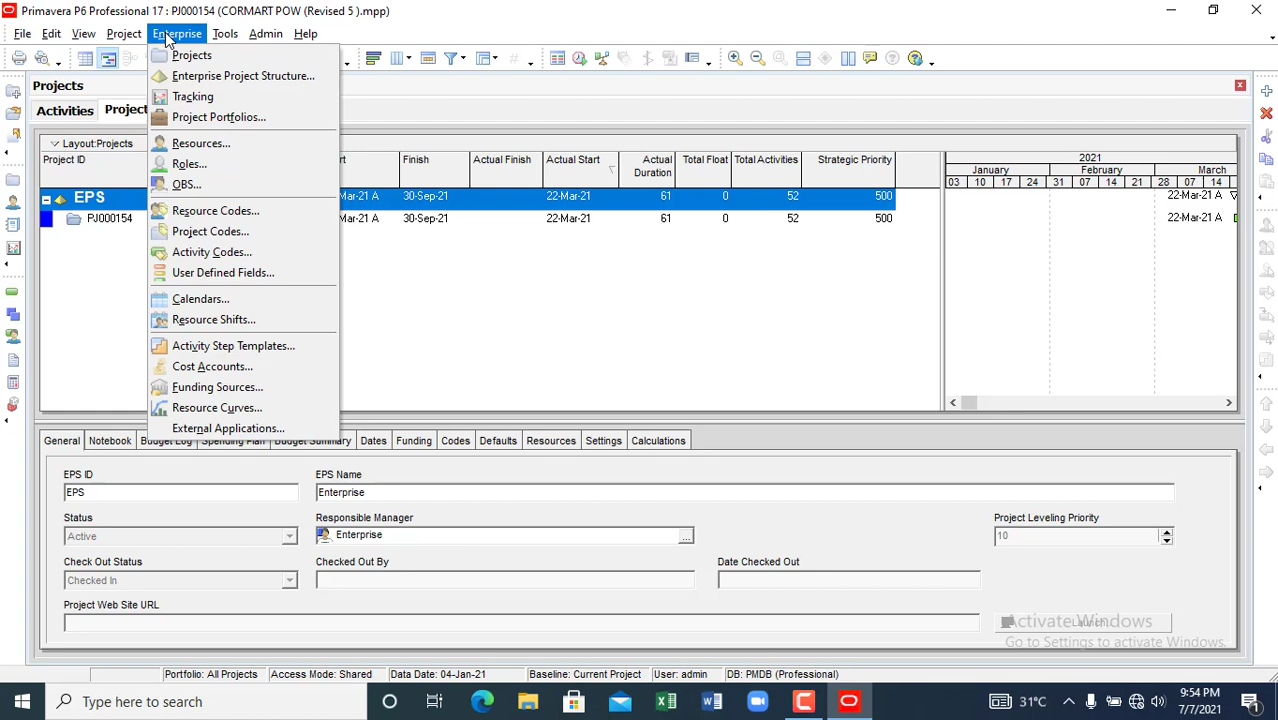 Primavera P6 Professional 17 : PJ000154 (CORMART POW (Revised 5 ).mpp)
File Edit View Project Enterprise Tools Admin Help
Projects
Enterprise Project Structure...
Tracking
Project Portfolios...
Resources...
Roles...
OBS...
Resource Codes...
Project Codes...
Activity Codes...
User Defined Fields...
Calendars...
Resource Shifts...
Activity Step Templates...
Cost Accounts...
Funding Sources...
Resource Curves...
External Applications...
Projects
Activities
Layout:Projects
Project ID Finish Actual Finish Actual Start Actual Duration Total Float Total Activities Strategic Priority
2021
January February March
03 10 17 24 31 07 14 21 28 07 14
EPS 30-Sep-21 22-Mar-21 61 0 52 500 22-Mar-21 A
PJ000154 30-Sep-21 22-Mar-21 61 0 52 500 22-Mar-21 A
General Notebook Budget Log Spending Plan Budget Summary Dates Funding Codes Defaults Resources Settings Calculations
EPS ID EPS Name
EPS Enterprise
Status Responsible Manager Project Leveling Priority
Active Enterprise ... 10
Check Out Status Checked Out By Date Checked Out
Checked In
Project Web Site URL
Activate Windows
Go to Settings to activate Windows.
Portfolio: All Projects Access Mode: Shared Data Date: 04-Jan-21 Baseline: Current Project User: admin DB: PMDB (Professional)
Type here to search 31°C 9:54 PM
7/7/2021